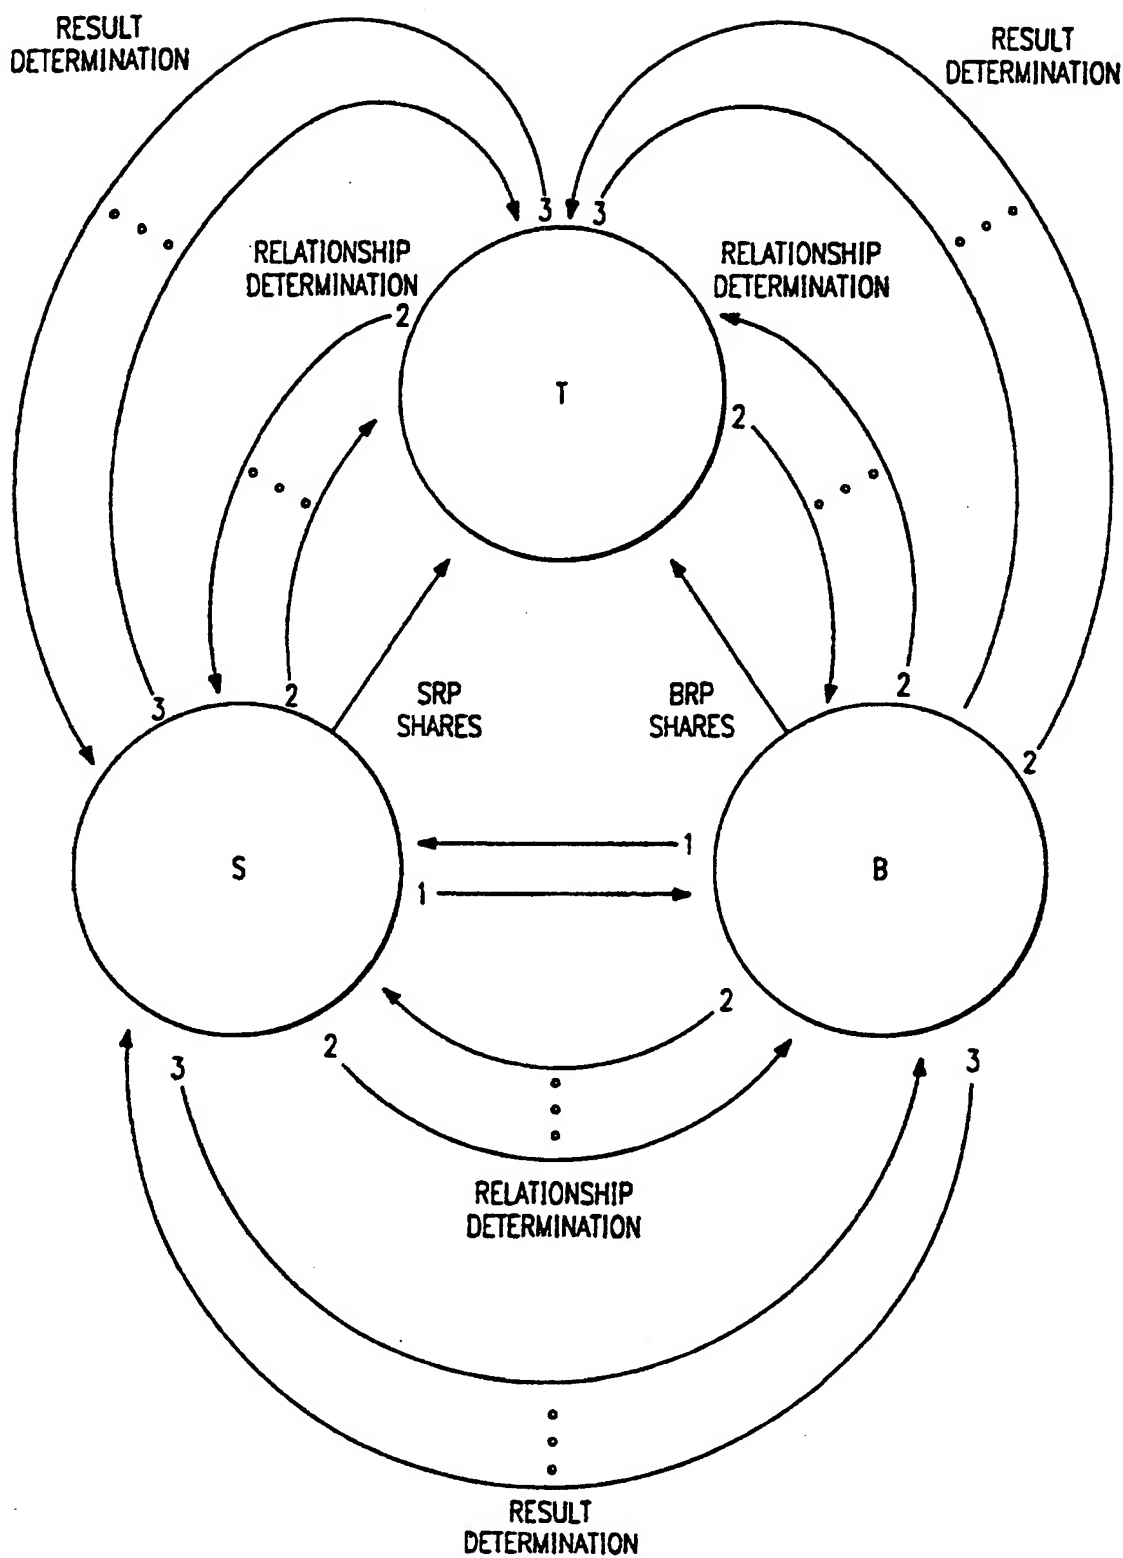 RESULT
DETERMINATION
RESULT
DETERMINATION
3
3
RELATIONSHIP
DETERMINATION
RELATIONSHIP
DETERMINATION
2
T
2
3
2
SRP
SHARES
BRP
SHARES
2
2
1
S
B
1
2
2
3
3
RELATIONSHIP
DETERMINATION
RESULT
DETERMINATION